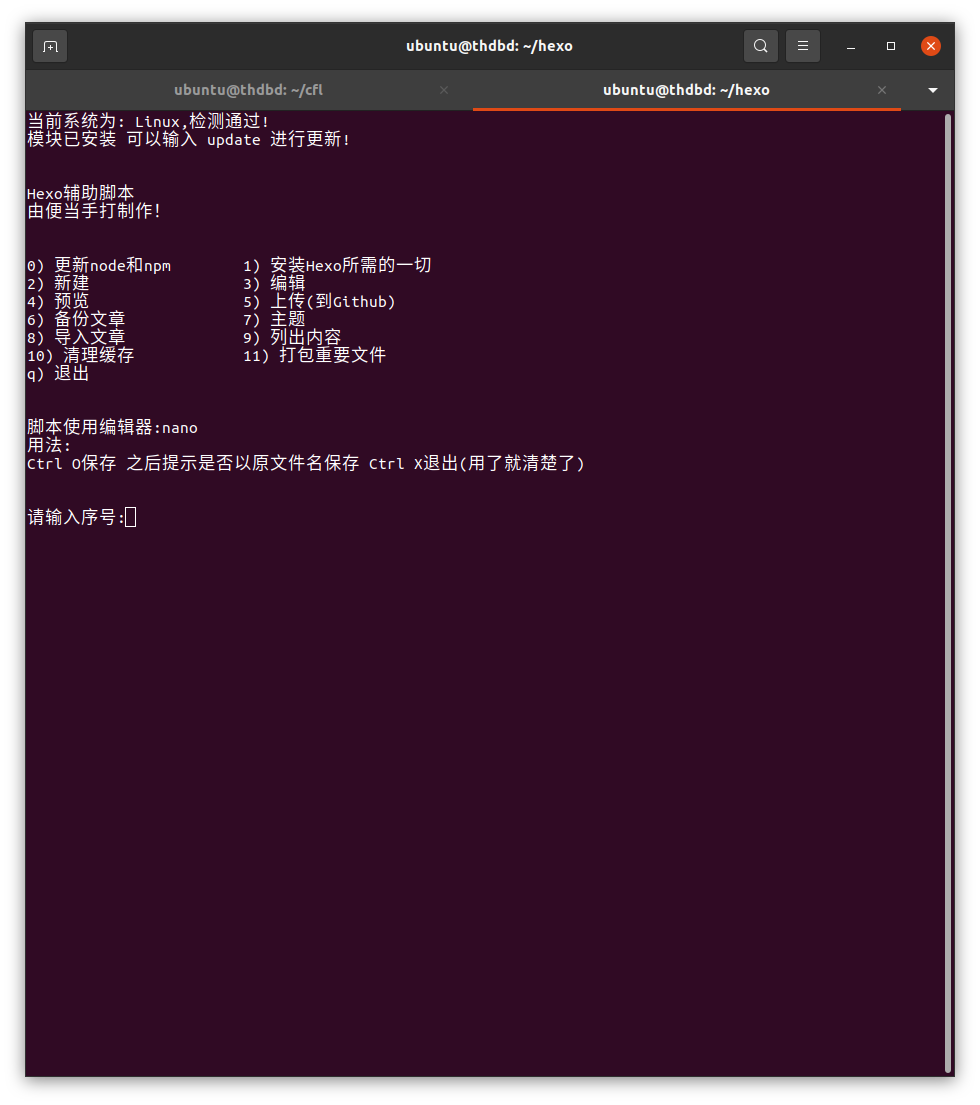 ubuntu@thdbd: ~/hexo
ubuntu@thdbd: ~/cfl
ubuntu@thdbd: ~/hexo
当前系统为: Linux,检测通过!
模块已安装 可以输入 update 进行更新!
Hexo辅助脚本
由便当手打制作!
0) 更新node和npm 1) 安装Hexo所需的一切
2) 新建 3) 编辑
4) 预览 5) 上传(到Github)
6) 备份文章 7) 主题
8) 导入文章 9) 列出内容
10) 清理缓存 11) 打包重要文件
q) 退出
脚本使用编辑器:nano
用法:
Ctrl O保存 之后提示是否以原文件名保存 Ctrl X退出(用了就清楚了)
请输入序号: